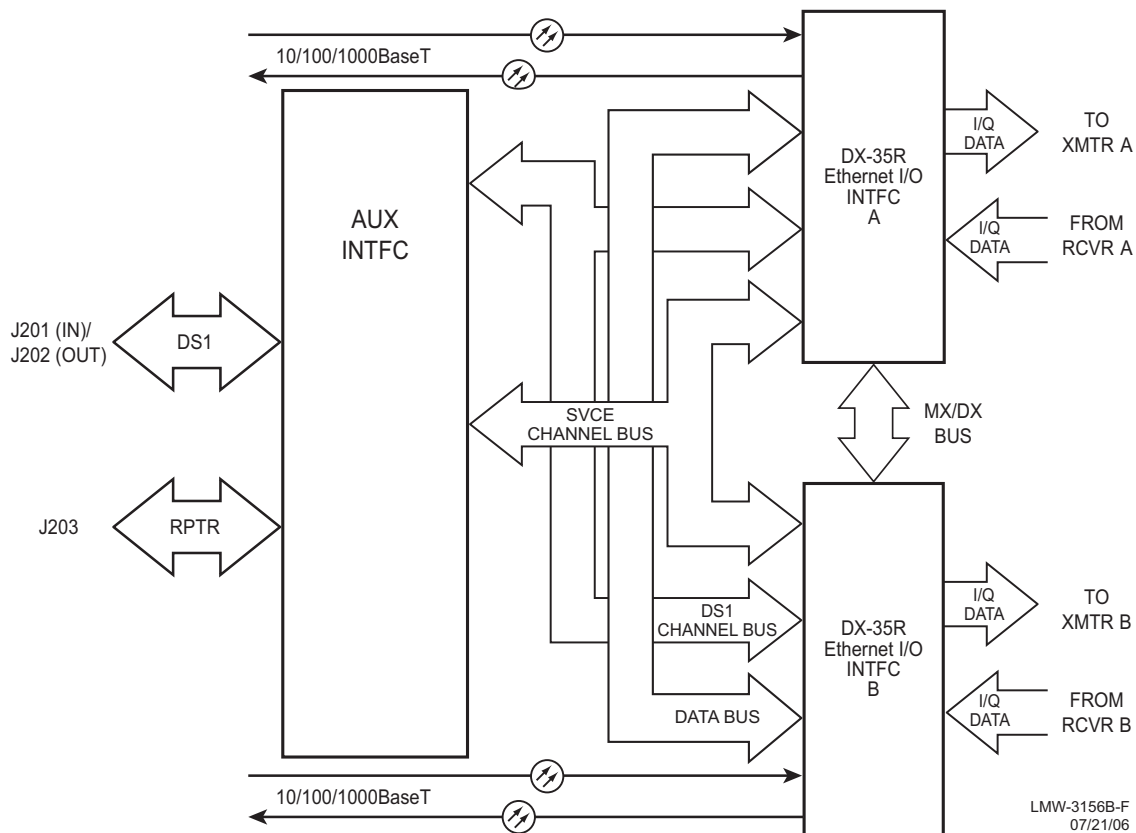 10/100/1000BaseT
AUX
INTFC
J201 (IN)/
J202 (OUT)
DS1
J203
RPTR
SVCE
CHANNEL BUS
DS1
CHANNEL BUS
DATA BUS
DX-35R
Ethernet I/O
INTFC
A
I/Q
DATA
TO
XMTR A
I/Q
DATA
FROM
RCVR A
MX/DX
BUS
DX-35R
Ethernet I/O
INTFC
B
I/Q
DATA
TO
XMTR B
I/Q
DATA
FROM
RCVR B
10/100/1000BaseT
LMW-3156B-F
07/21/06